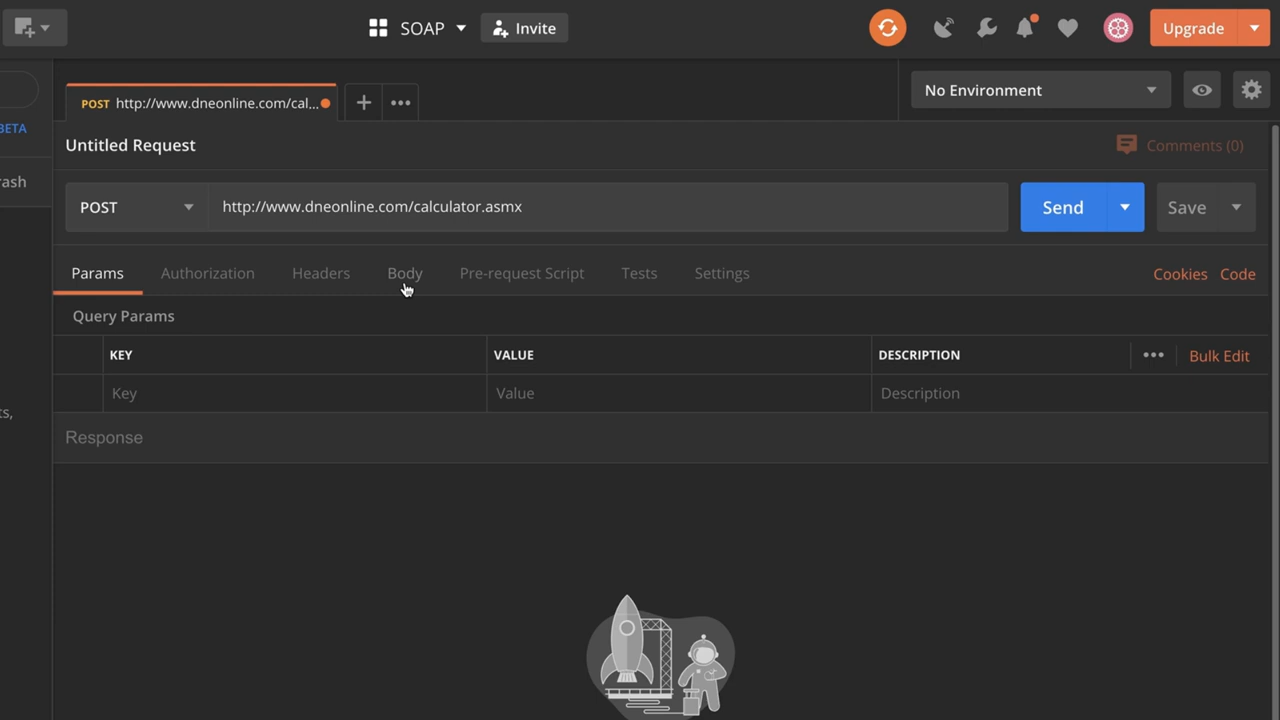 SOAP
Invite
Upgrade
POST http://www.dneonline.com/cal...
No Environment
BETA
Untitled Request
Comments (0)
rash
POST
http://www.dneonline.com/calculator.asmx
Send
Save
Params Authorization Headers Body Pre-request Script Tests Settings Cookies Code
Query Params
KEY VALUE DESCRIPTION ••• Bulk Edit
Key Value Description
ts,
Response